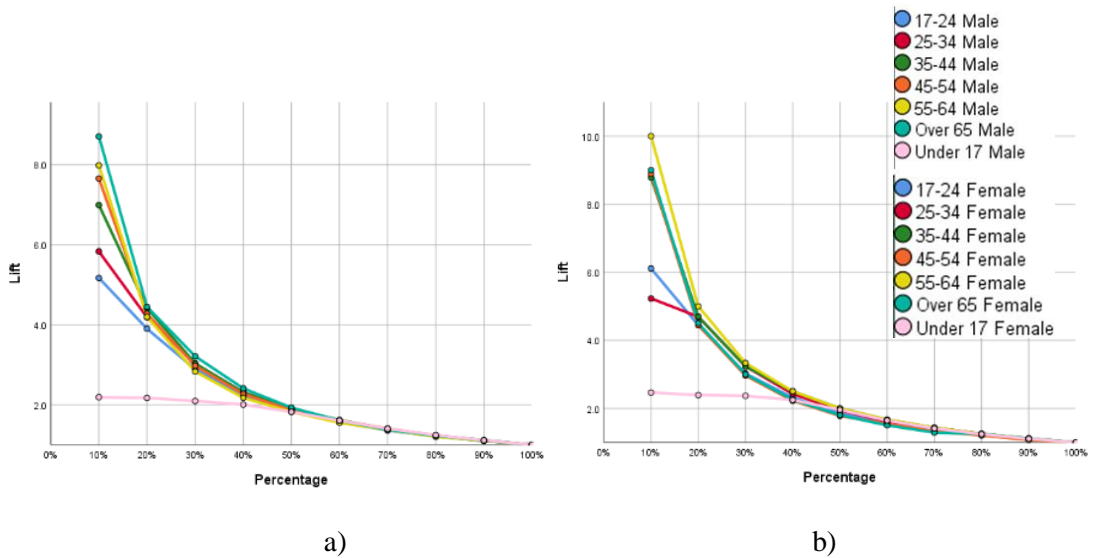 17-24 Male
25-34 Male
35-44 Male
45-54 Male
55-64 Male
Over 65 Male
Under 17 Male
17-24 Female
25-34 Female
35-44 Female
45-54 Female
55-64 Female
Over 65 Female
Under 17 Female
Lift
8.0
6.0
4.0
2.0
0% 10% 20% 30% 40% 50% 60% 70% 80% 90% 100%
Percentage
a)
Lift
10.0
8.0
6.0
4.0
2.0
0% 10% 20% 30% 40% 50% 60% 70% 80% 90% 100%
Percentage
b)